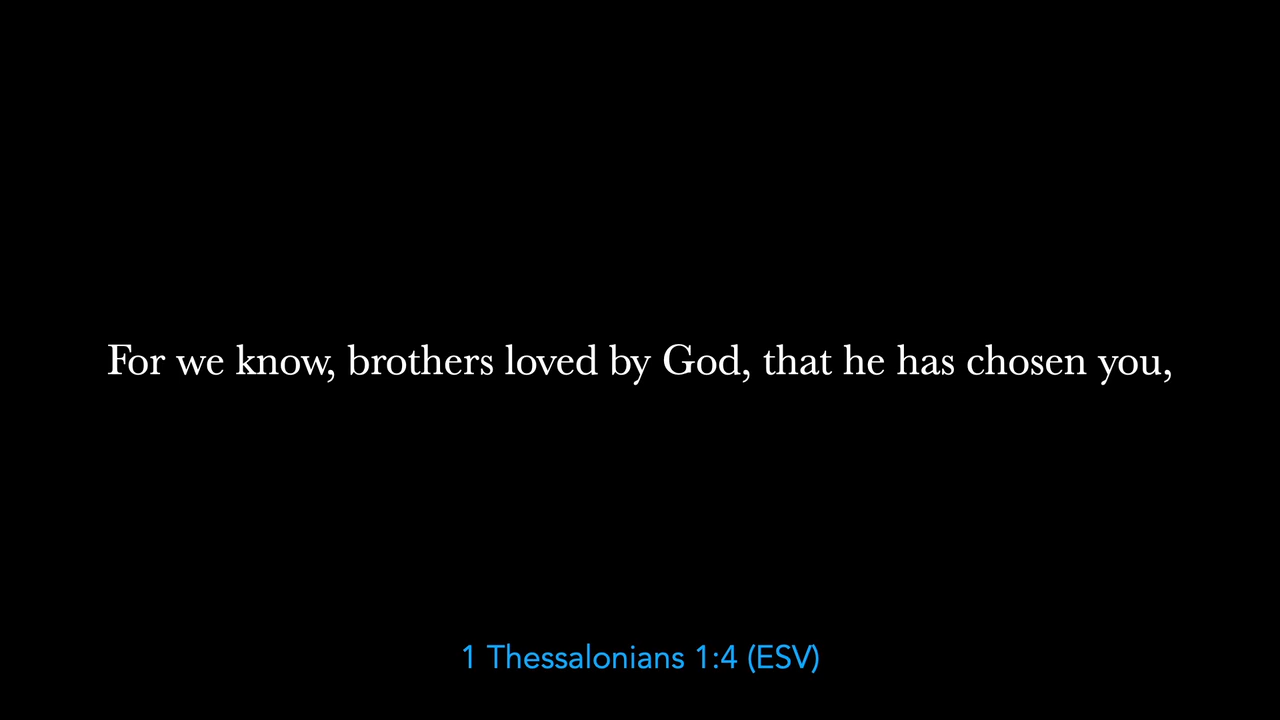 For we know, brothers loved by God, that he has chosen you,
1 Thessalonians 1:4 (ESV)